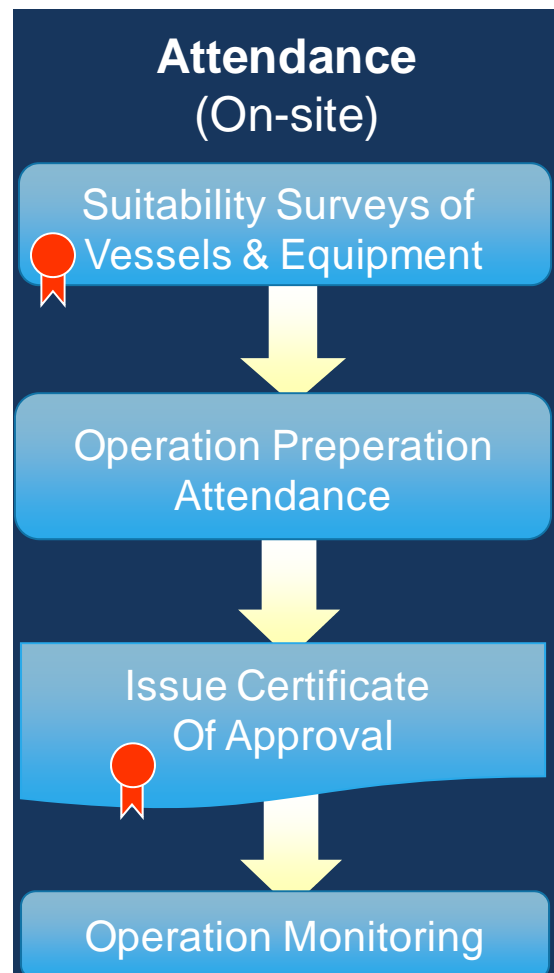 Attendance
(On-site)
Suitability Surveys of
Vessels & Equipment
Operation Preperation
Attendance
Issue Certificate
Of Approval
Operation Monitoring